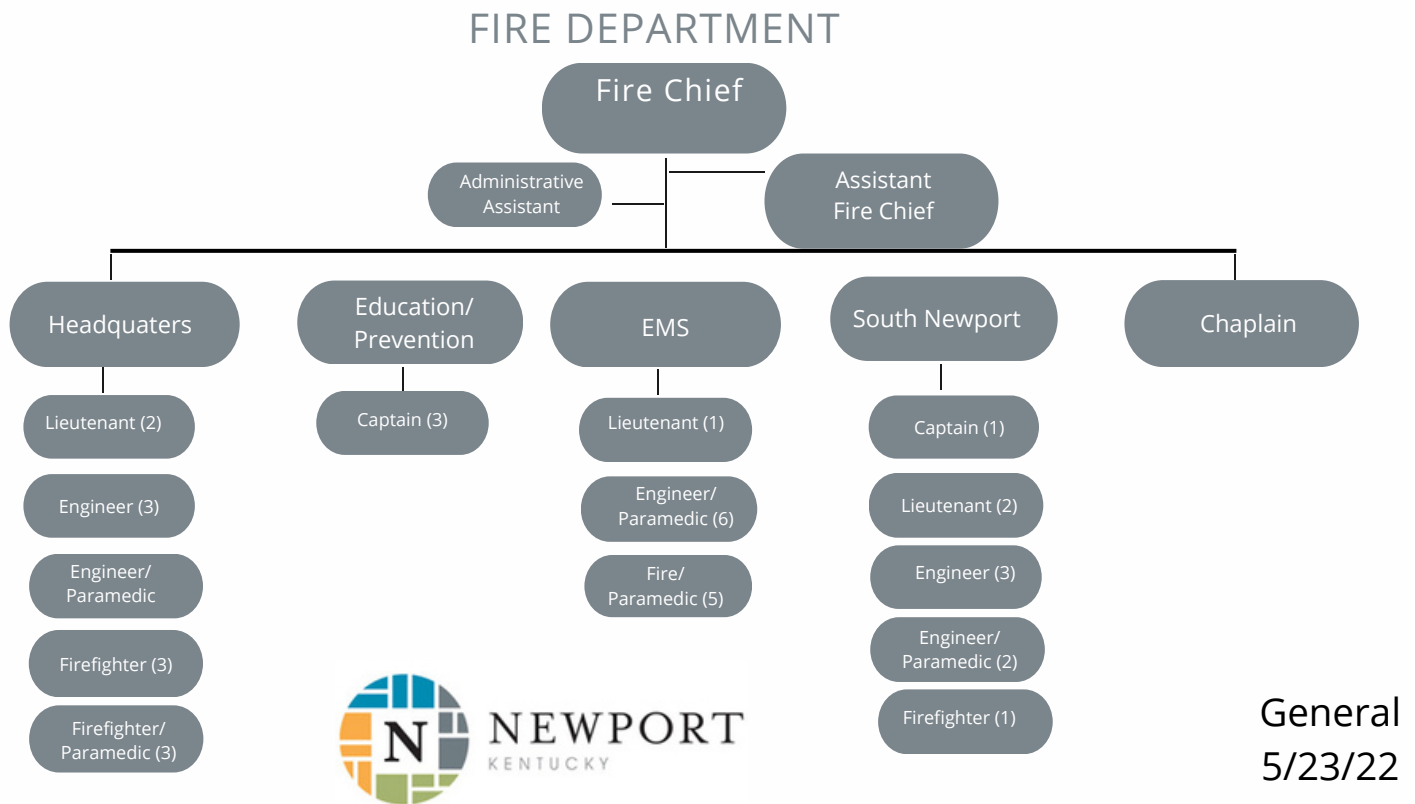 FIRE DEPARTMENT
Fire Chief
Administrative
Assistant
Assistant
Fire Chief
Headquaters
Education/
Prevention
EMS
South Newport
Chaplain
Lieutenant (2)
Engineer (3)
Engineer/
Paramedic
Firefighter (3)
Firefighter/
Paramedic (3)
Captain (3)
Lieutenant (1)
Engineer/
Paramedic (6)
Fire/
Paramedic (5)
Captain (1)
Lieutenant (2)
Engineer (3)
Engineer/
Paramedic (2)
Firefighter (1)
N
NEWPORT
KENTUCKY
General
5/23/22